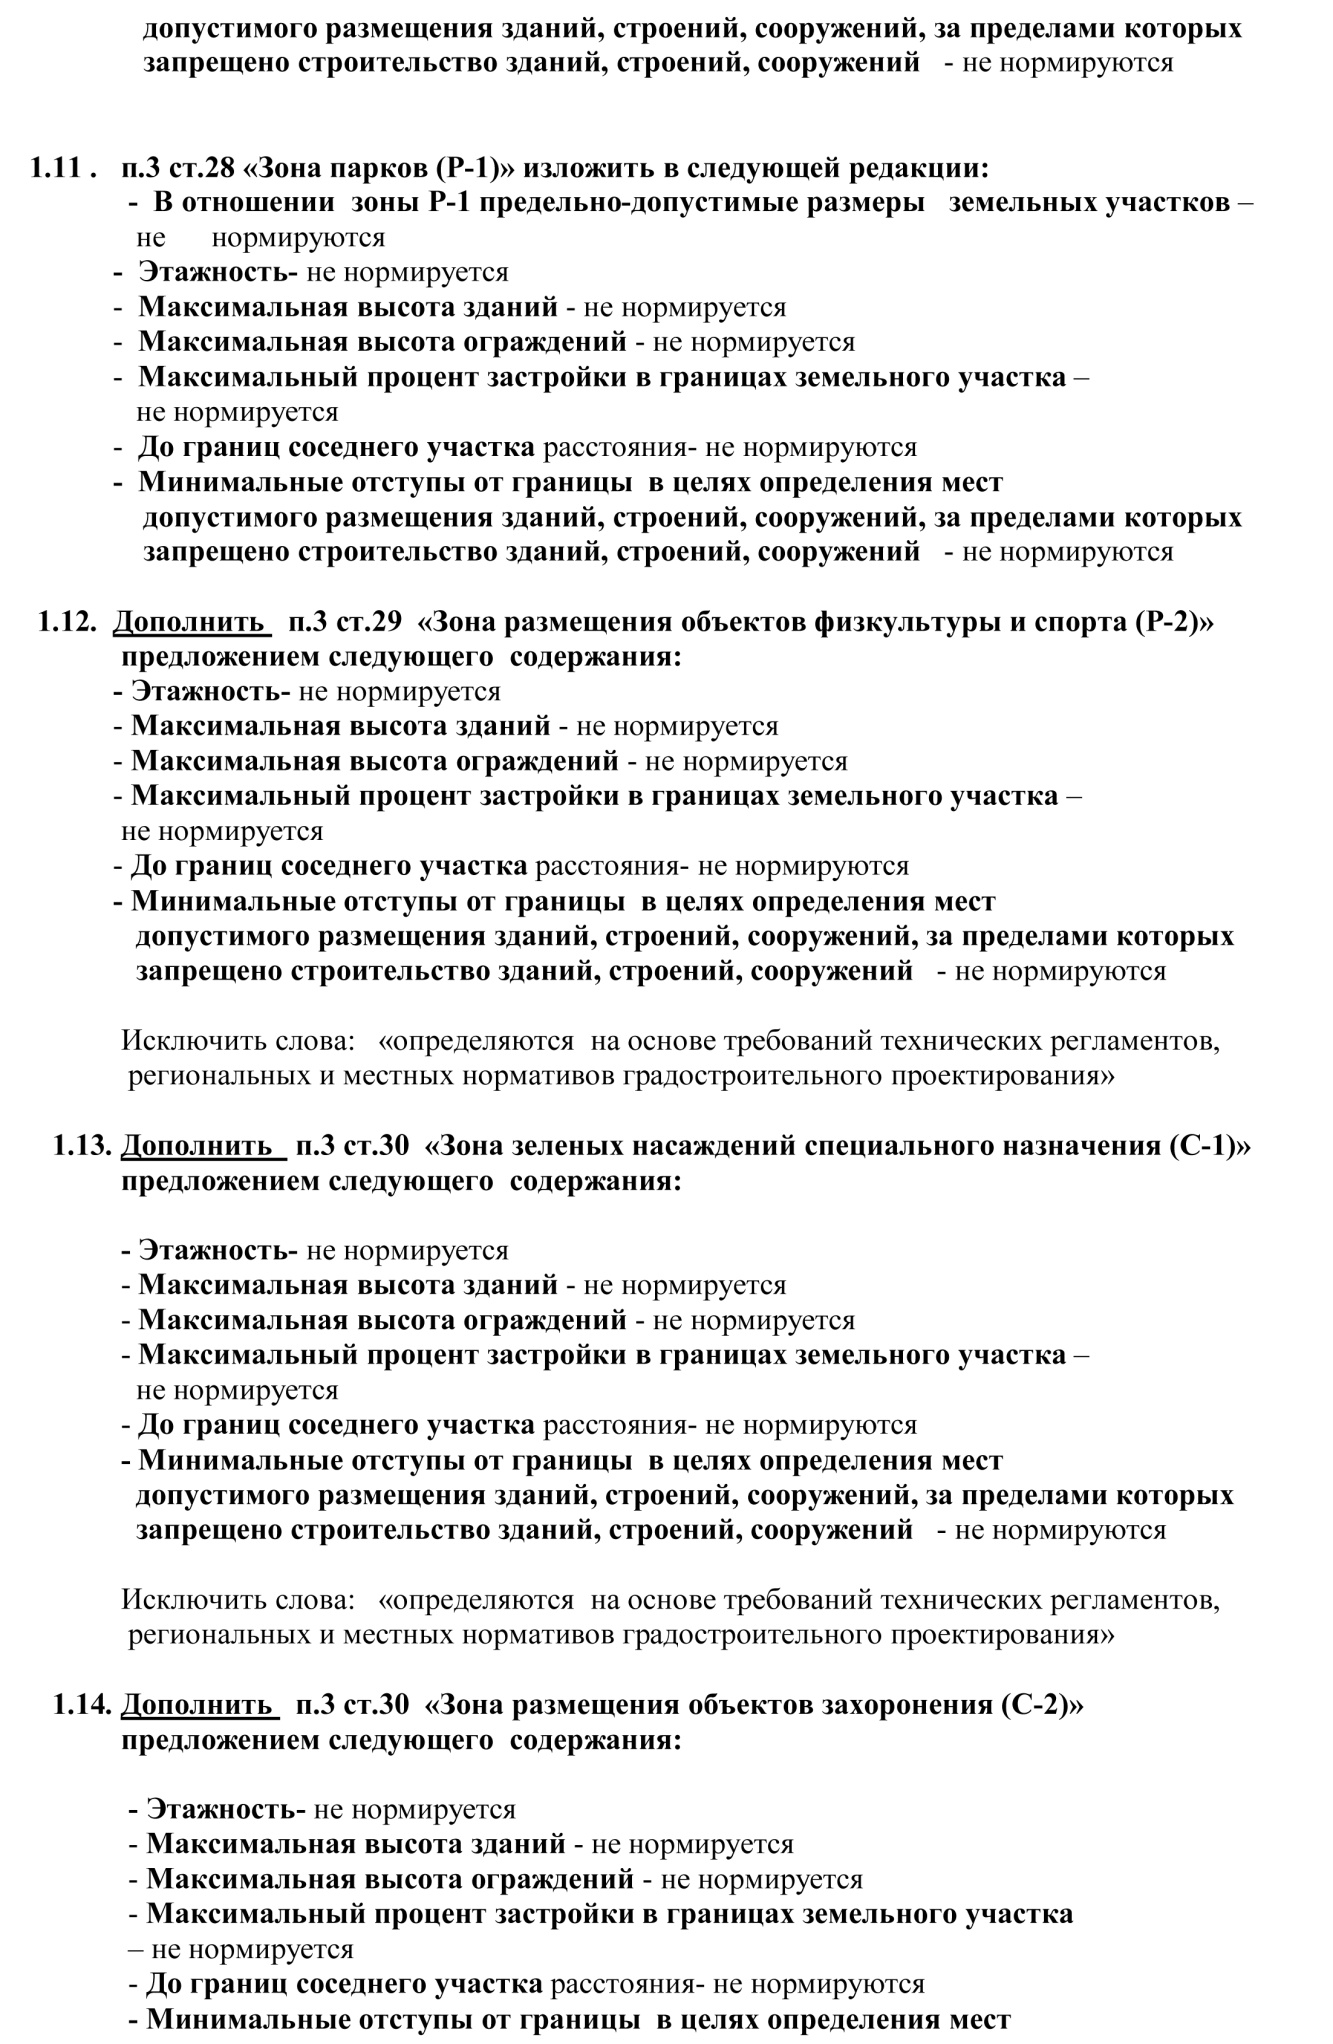 допустимого размещения зданий, строений, сооружений, за пределами которых
запрещено строительство зданий, строений, сооружений - не нормируются
1.11 . п.3 ст.28 «Зона парков (Р-1)» изложить в следующей редакции:
- В отношении зоны Р-1 предельно-допустимые размеры земельных участков –
не нормируются
- Этажность- не нормируется
- Максимальная высота зданий - не нормируется
- Максимальная высота ограждений - не нормируется
- Максимальный процент застройки в границах земельного участка –
не нормируется
- До границ соседнего участка расстояния- не нормируются
- Минимальные отступы от границы в целях определения мест
допустимого размещения зданий, строений, сооружений, за пределами которых
запрещено строительство зданий, строений, сооружений - не нормируются
1.12. Дополнить п.3 ст.29 «Зона размещения объектов физкультуры и спорта (Р-2)»
предложением следующего содержания:
- Этажность- не нормируется
- Максимальная высота зданий - не нормируется
- Максимальная высота ограждений - не нормируется
- Максимальный процент застройки в границах земельного участка –
не нормируется
- До границ соседнего участка расстояния- не нормируются
- Минимальные отступы от границы в целях определения мест
допустимого размещения зданий, строений, сооружений, за пределами которых
запрещено строительство зданий, строений, сооружений - не нормируются
Исключить слова: «определяются на основе требований технических регламентов,
региональных и местных нормативов градостроительного проектирования»
1.13. Дополнить п.3 ст.30 «Зона зеленых насаждений специального назначения (С-1)»
предложением следующего содержания:
- Этажность- не нормируется
- Максимальная высота зданий - не нормируется
- Максимальная высота ограждений - не нормируется
- Максимальный процент застройки в границах земельного участка –
не нормируется
- До границ соседнего участка расстояния- не нормируются
- Минимальные отступы от границы в целях определения мест
допустимого размещения зданий, строений, сооружений, за пределами которых
запрещено строительство зданий, строений, сооружений - не нормируются
Исключить слова: «определяются на основе требований технических регламентов,
региональных и местных нормативов градостроительного проектирования»
1.14. Дополнить п.3 ст.30 «Зона размещения объектов захоронения (С-2)»
предложением следующего содержания:
- Этажность- не нормируется
- Максимальная высота зданий - не нормируется
- Максимальная высота ограждений - не нормируется
- Максимальный процент застройки в границах земельного участка
– не нормируется
- До границ соседнего участка расстояния- не нормируются
- Минимальные отступы от границы в целях определения мест